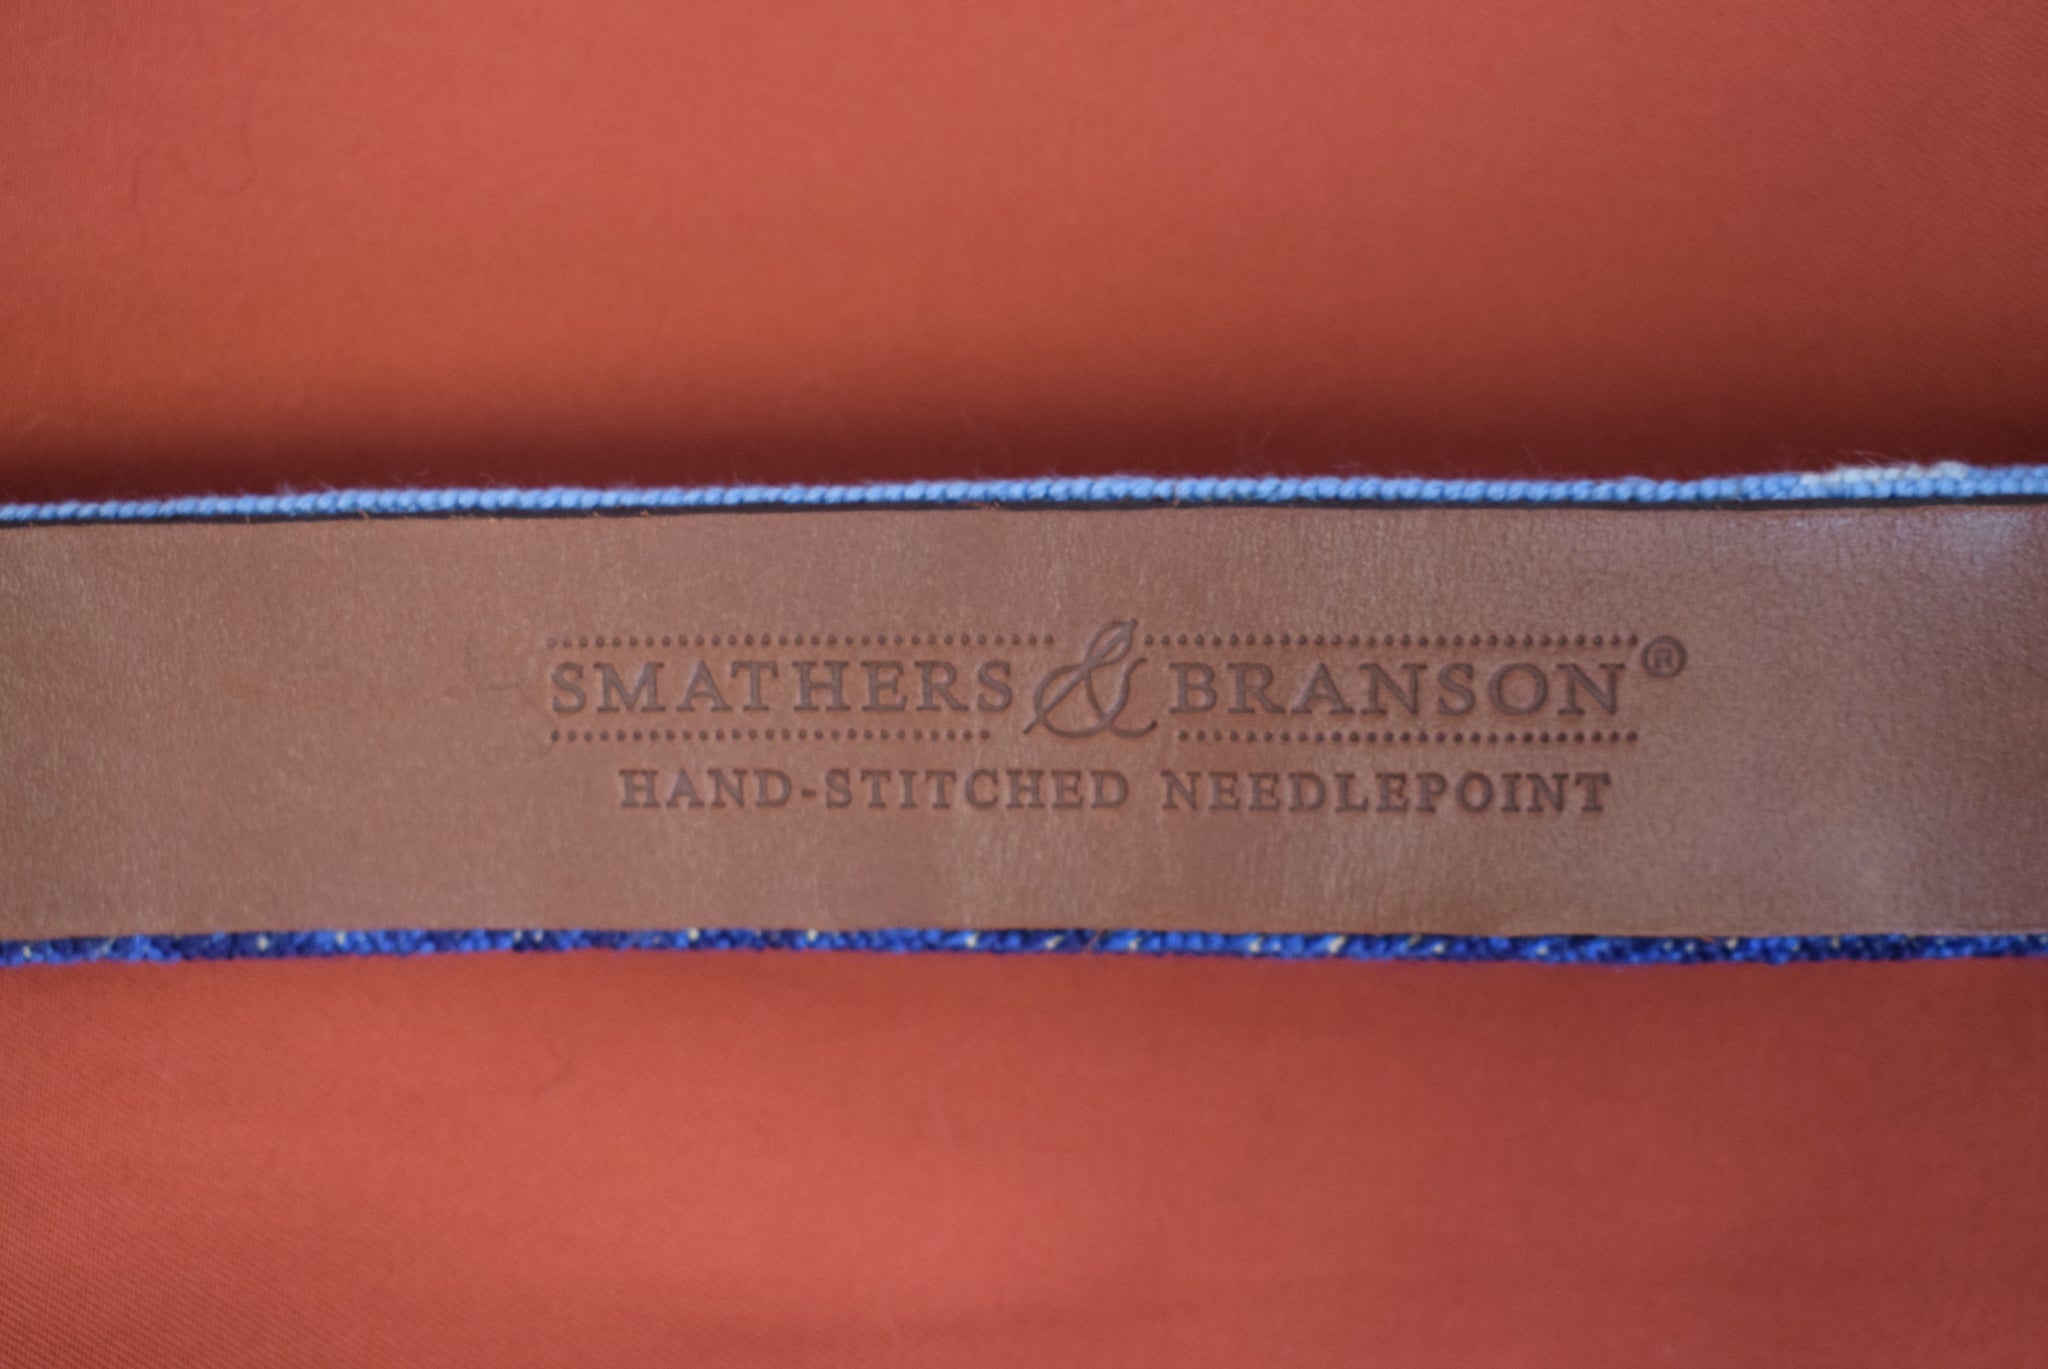 SMATHERS & BRANSON®
HAND-STITCHED NEEDLEPOINT